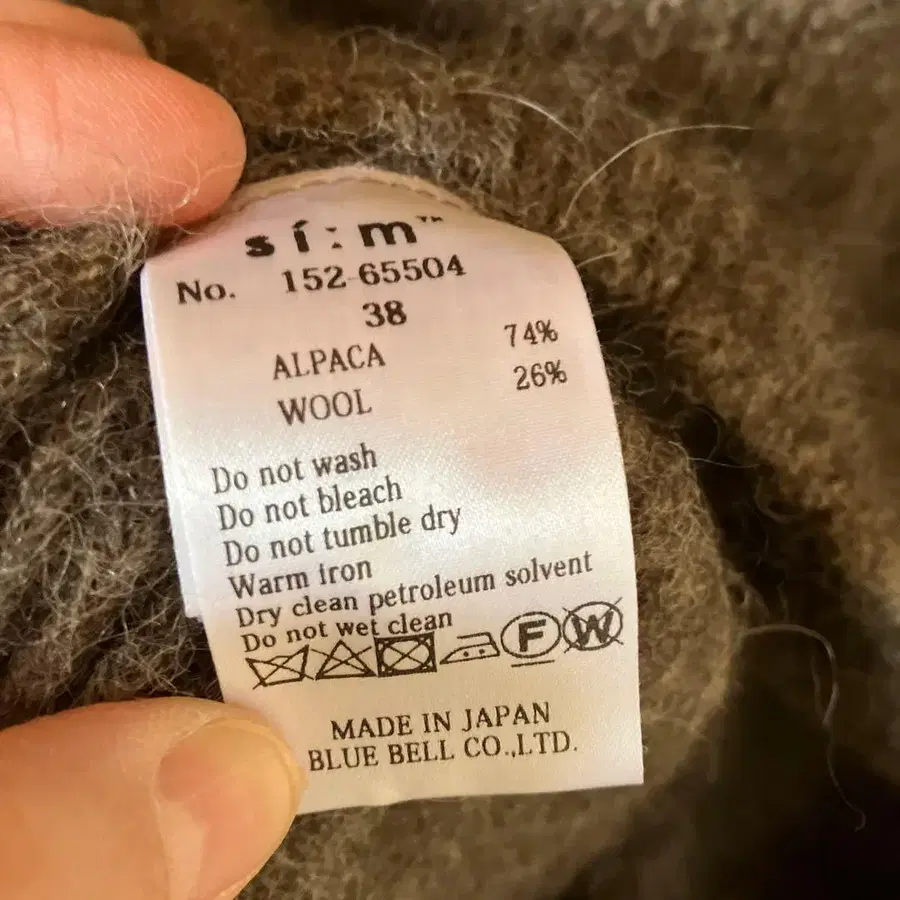 sí:m™
No. 152-65504
38
ALPACA 74%
WOOL 26%
Do not wash
Do not bleach
Do not tumble dry
Warm iron
Dry clean petroleum solvent
Do not wet clean
F W
MADE IN JAPAN
BLUE BELL CO.,LTD.